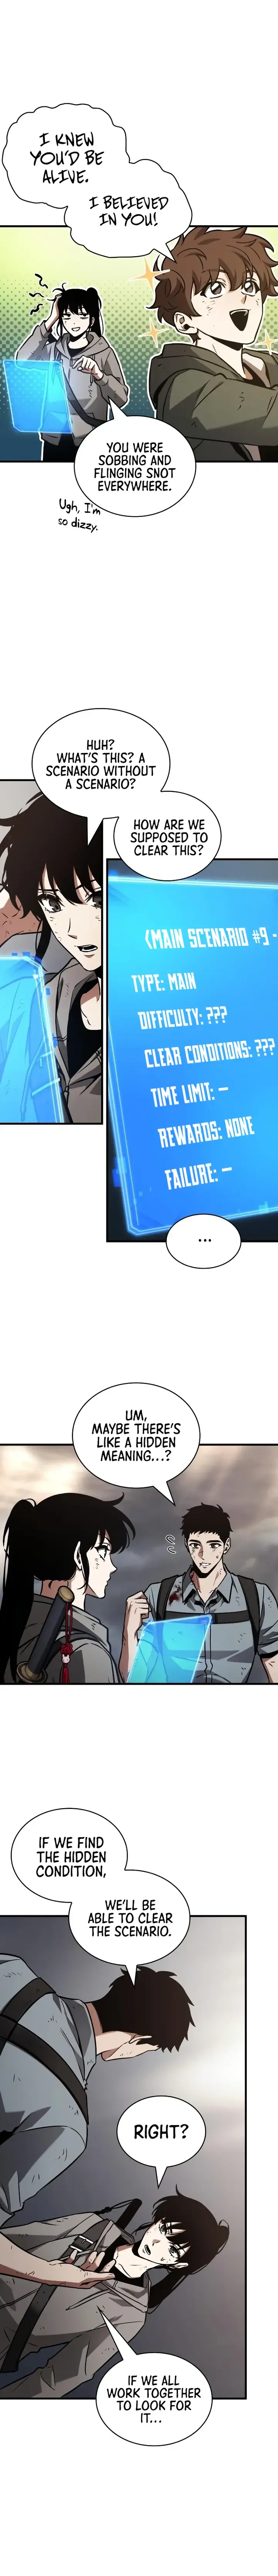 I KNEW
YOU'D BE
ALIVE.
I BELIEVED
IN YOU!
YOU WERE
SOBBING AND
FLINGING SNOT
EVERYWHERE.
Ugh, I'm
so dizzy.
HUH?
WHAT'S THIS? A
SCENARIO WITHOUT
A SCENARIO?
HOW ARE WE
SUPPOSED TO
CLEAR THIS?
<MAIN SCENARIO #9 -
TYPE: MAIN
DIFFICULTY: ???
CLEAR CONDITIONS: ???
TIME LIMIT: –
REWARDS: NONE
FAILURE: –
...
UM,
MAYBE THERE'S
LIKE A HIDDEN
MEANING...?
IF WE FIND
THE HIDDEN
CONDITION,
WE'LL BE
ABLE TO CLEAR
THE SCENARIO.
RIGHT?
IF WE ALL
WORK TOGETHER
TO LOOK FOR
IT...